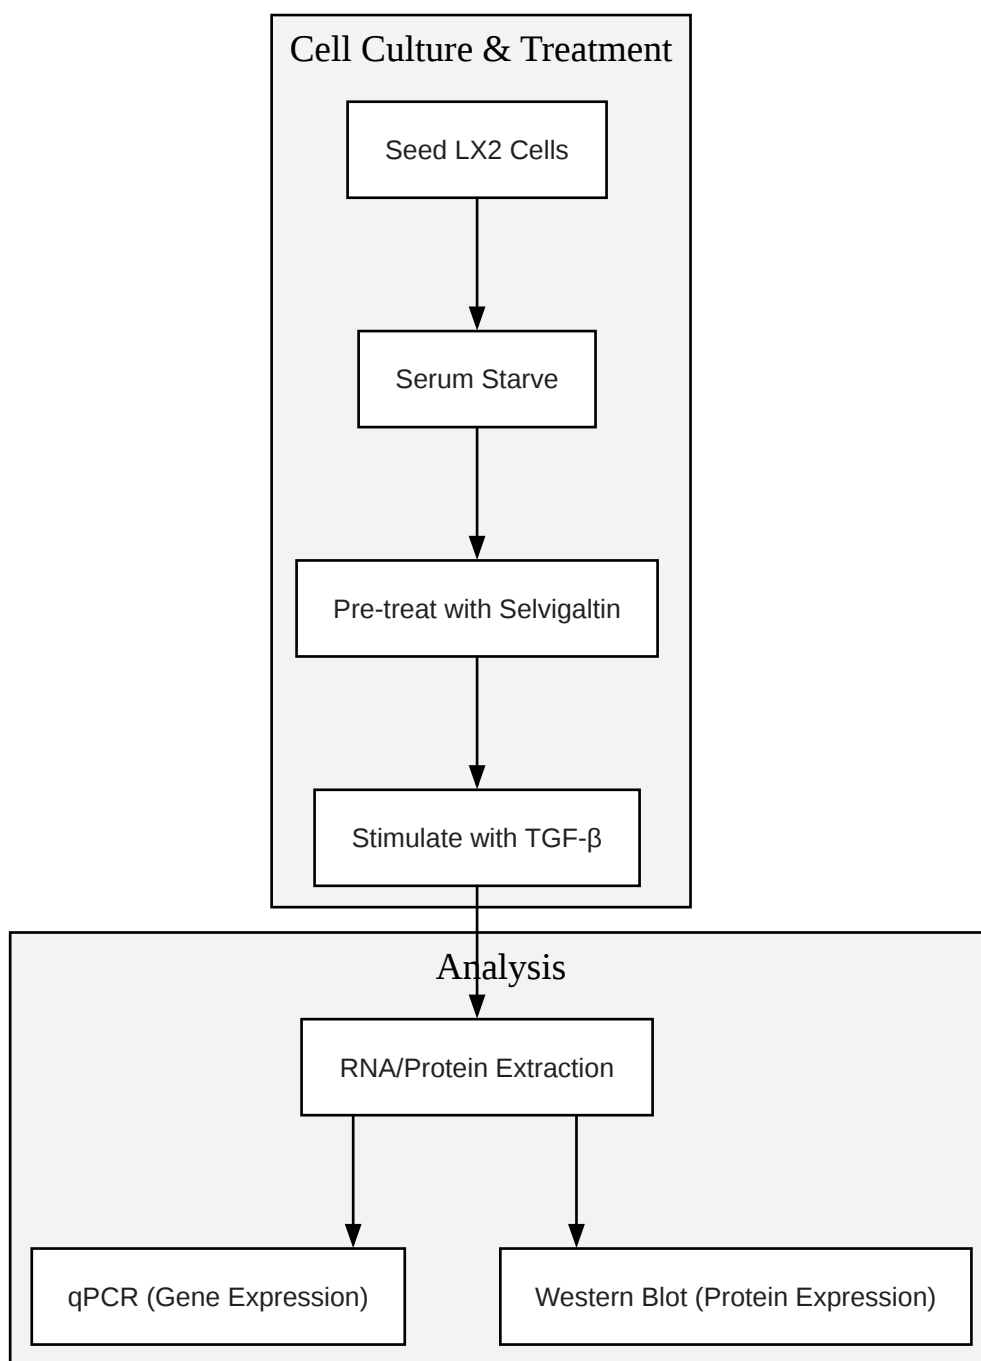 Cell Culture & Treatment
Seed LX2 Cells
Serum Starve
Pre-treat with Selvigaltin
Stimulate with TGF-β
Analysis
RNA/Protein Extraction
qPCR (Gene Expression)
Western Blot (Protein Expression)